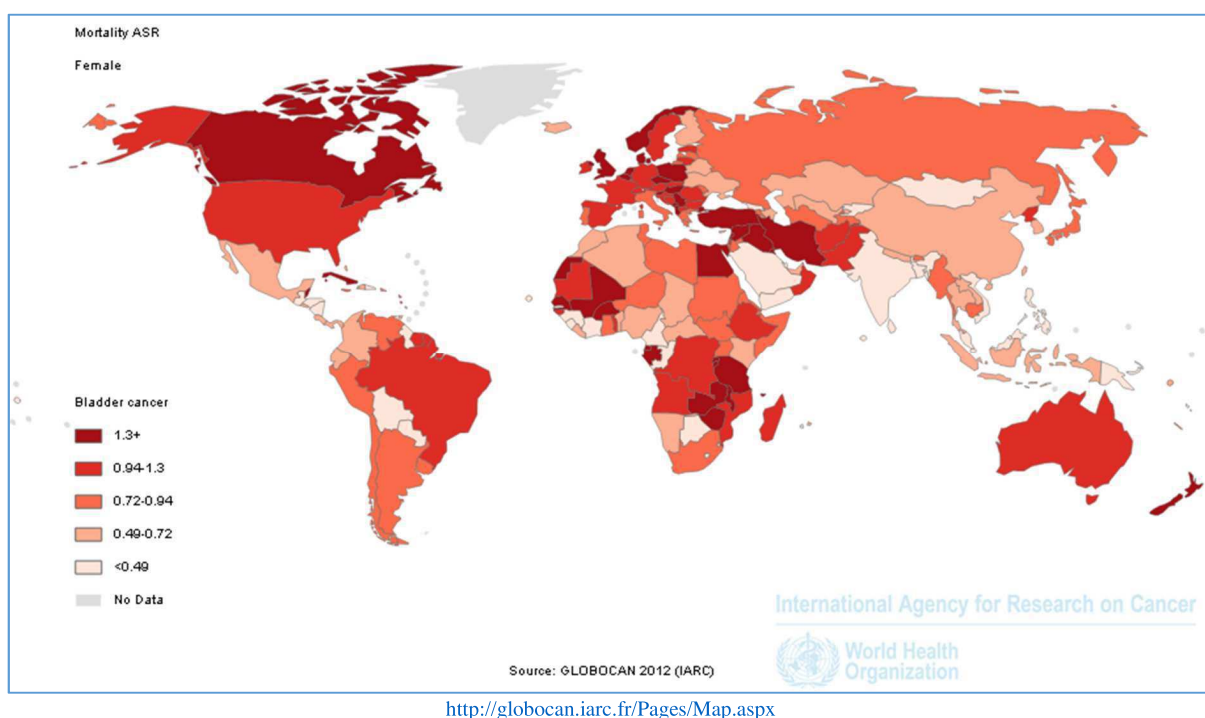 Mortality ASR
Female
Bladder cancer
1.3+
0.94-1.3
0.72-0.94
0.49-0.72
<0.49
No Data
International Agency for Research on Cancer
World Health
Organization
Source: GLOBOCAN 2012 (IARC)
http://globocan.iarc.fr/Pages/Map.aspx